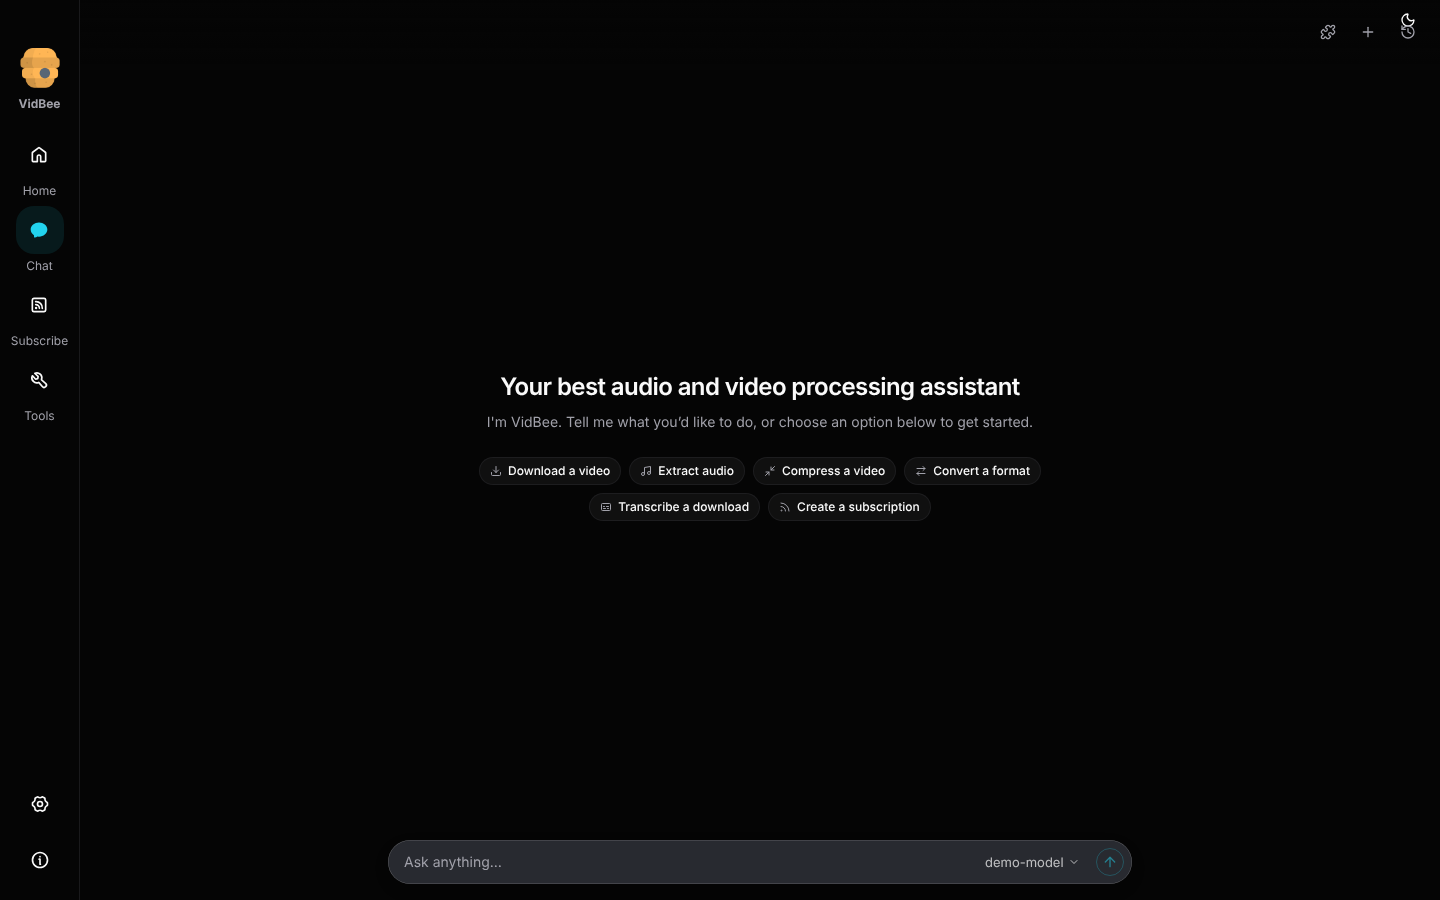 VidBee
Home
Chat
Subscribe
Tools
Your best audio and video processing assistant
I'm VidBee. Tell me what you’d like to do, or choose an option below to get started.
Download a video
Extract audio
Compress a video
Convert a format
Transcribe a download
Create a subscription
Ask anything...
demo-model